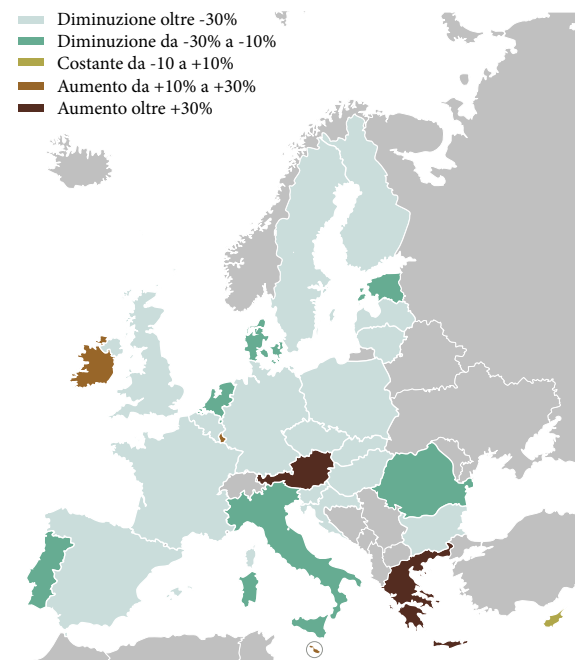 Diminuzione oltre -30%
Diminuzione da -30% a -10%
Costante da -10 a +10%
Aumento da +10% a +30%
Aumento oltre +30%